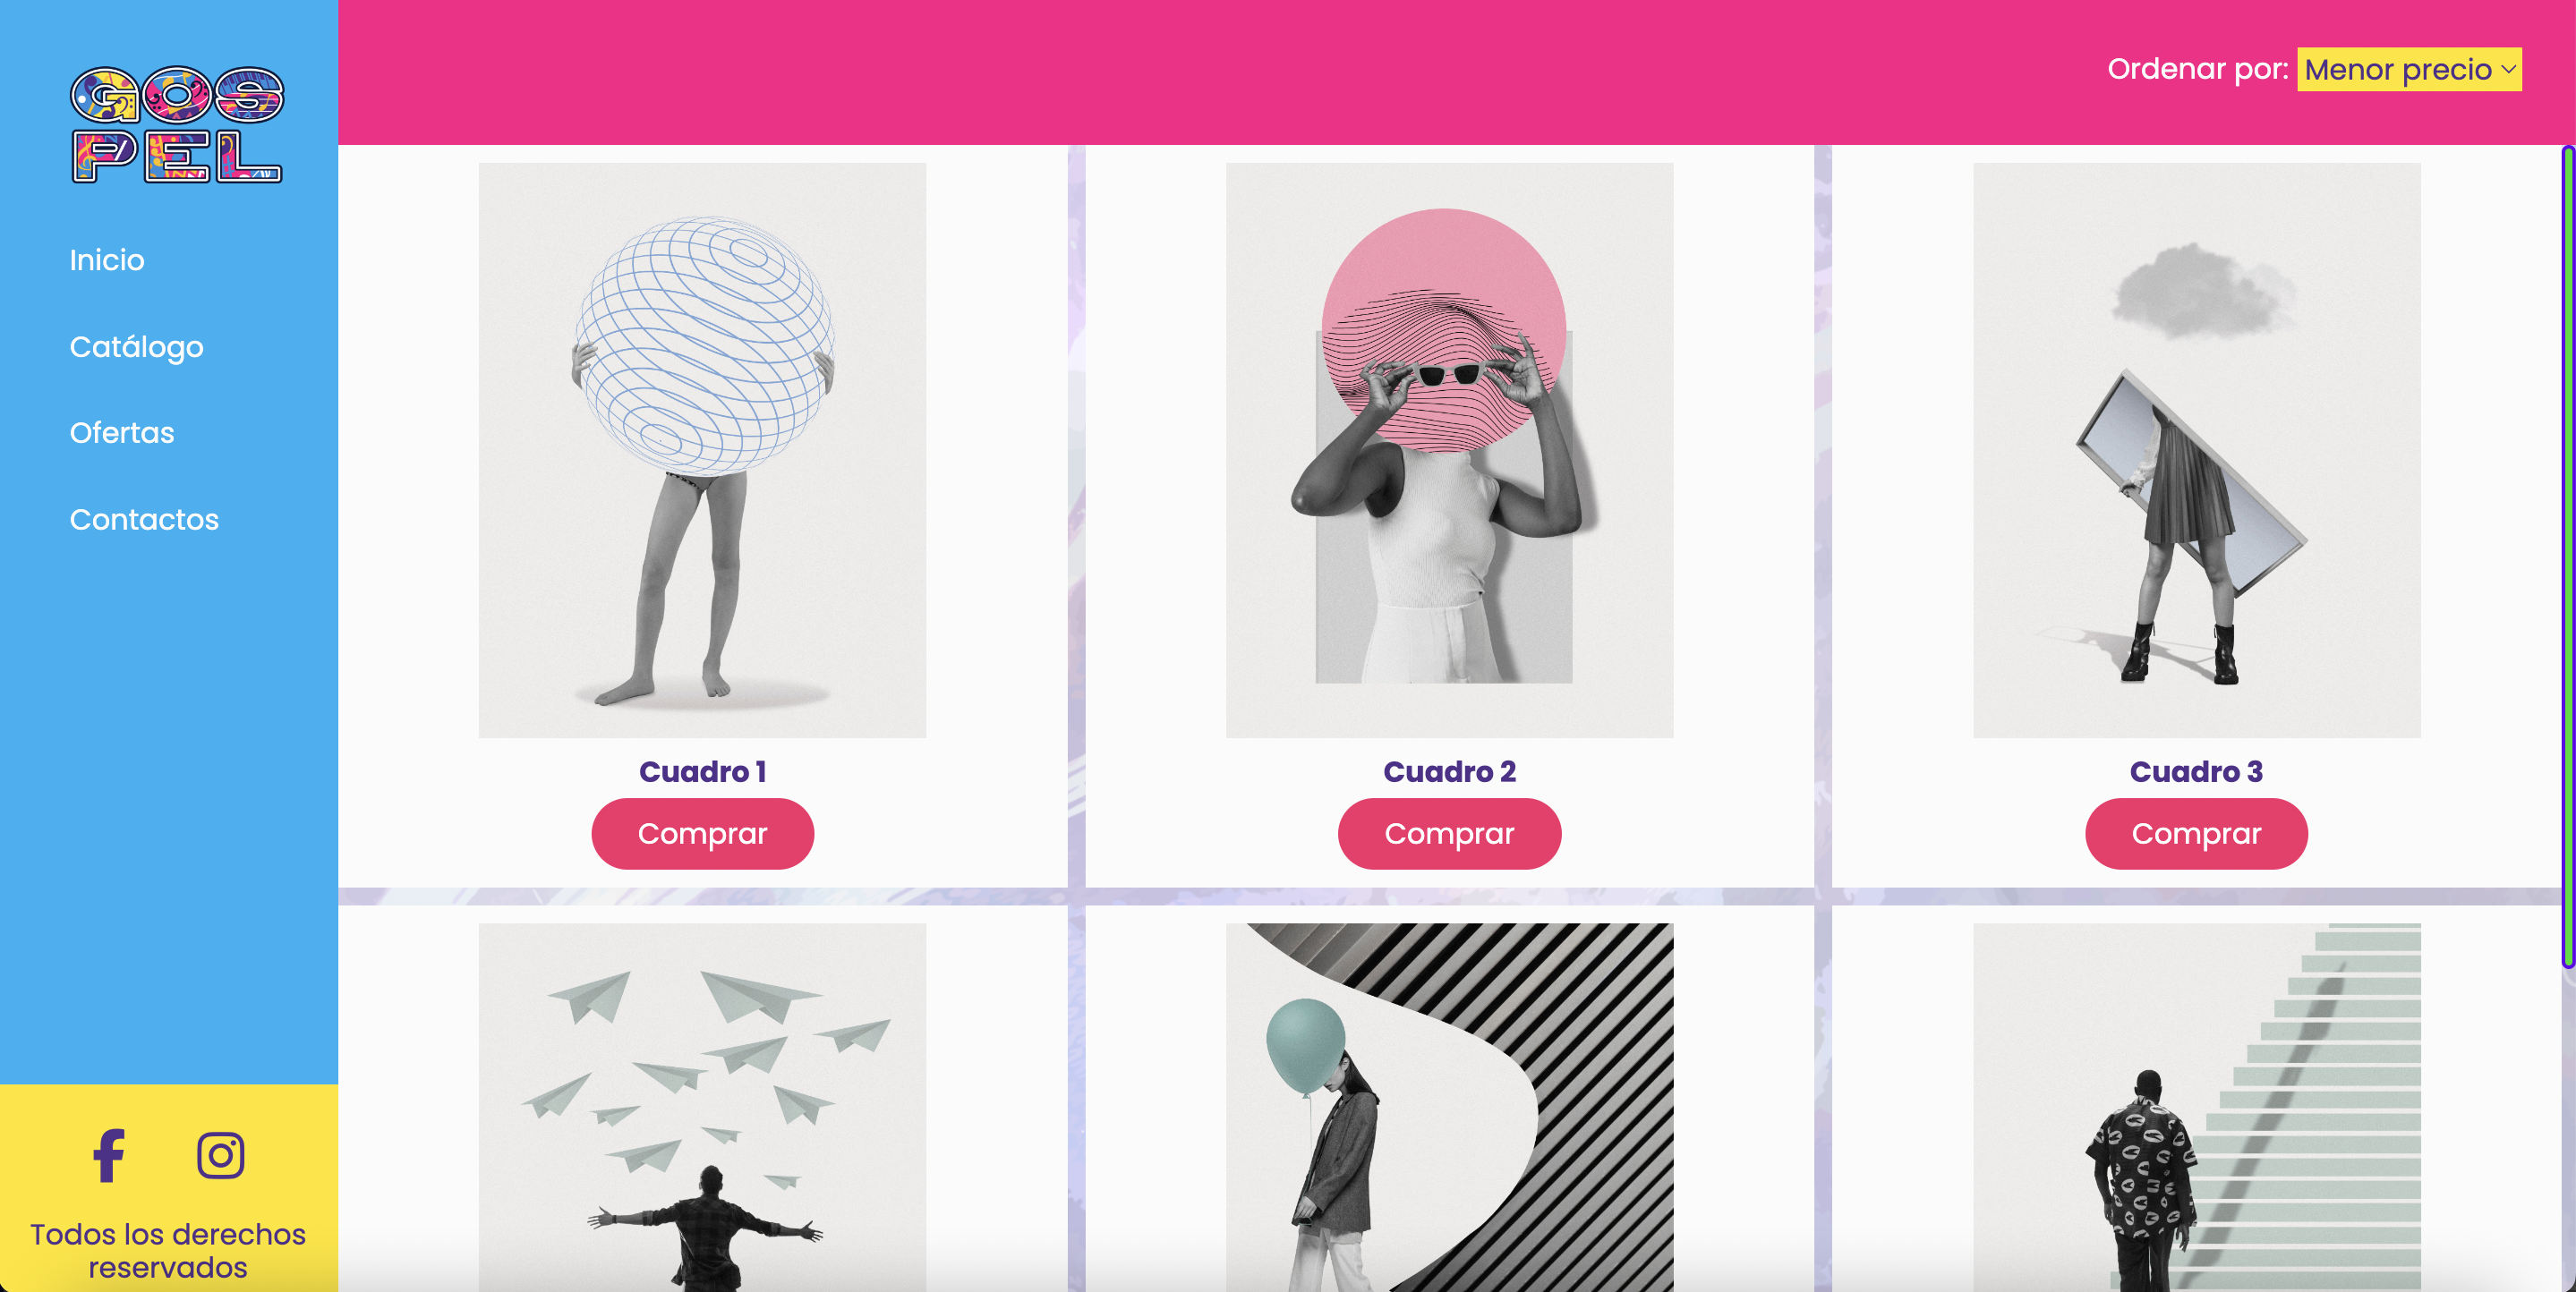 GOS
PEL
Inicio
Catálogo
Ofertas
Contactos
Todos los derechos
reservados
Ordenar por: Menor precio
Cuadro 1
Comprar
Cuadro 2
Comprar
Cuadro 3
Comprar